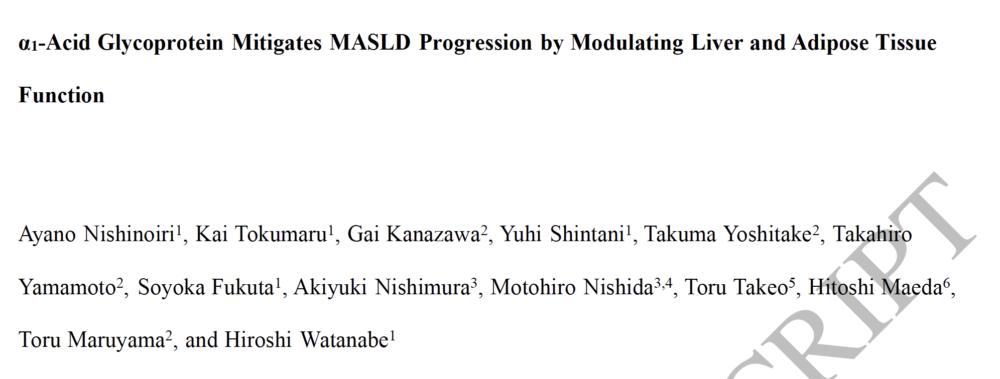 α1-Acid Glycoprotein Mitigates MASLD Progression by Modulating Liver and Adipose Tissue
Function
Ayano Nishinoiri1, Kai Tokumaru1, Gai Kanazawa2, Yuhi Shintani1, Takuma Yoshitake2, Takahiro
Yamamoto2, Soyoka Fukuta1, Akiyuki Nishimura3, Motohiro Nishida3,4, Toru Takeo5, Hitoshi Maeda6,
Toru Maruyama2, and Hiroshi Watanabe1
CRIPT